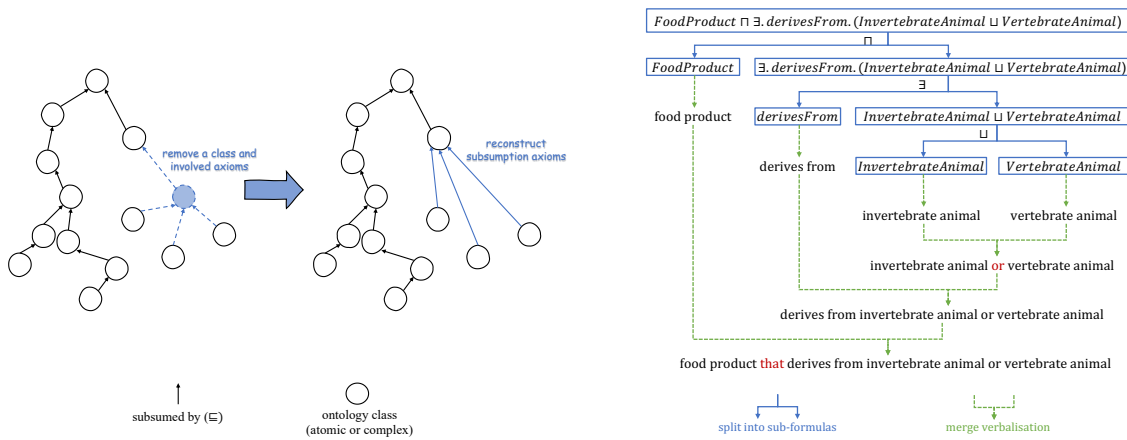 remove a class and
involved axioms
reconstruct
subsumption axioms
subsumed by (⊑)
ontology class
(atomic or complex)
FoodProduct ⊓ ∃.derivesFrom.(InvertebrateAnimal ⊔ VertebrateAnimal)
⊓
FoodProduct
∃.derivesFrom.(InvertebrateAnimal ⊔ VertebrateAnimal)
∃
food product
derivesFrom
InvertebrateAnimal ⊔ VertebrateAnimal
⊔
derives from
InvertebrateAnimal
VertebrateAnimal
invertebrate animal
vertebrate animal
invertebrate animal or vertebrate animal
derives from invertebrate animal or vertebrate animal
food product that derives from invertebrate animal or vertebrate animal
split into sub-formulas
merge verbalisation